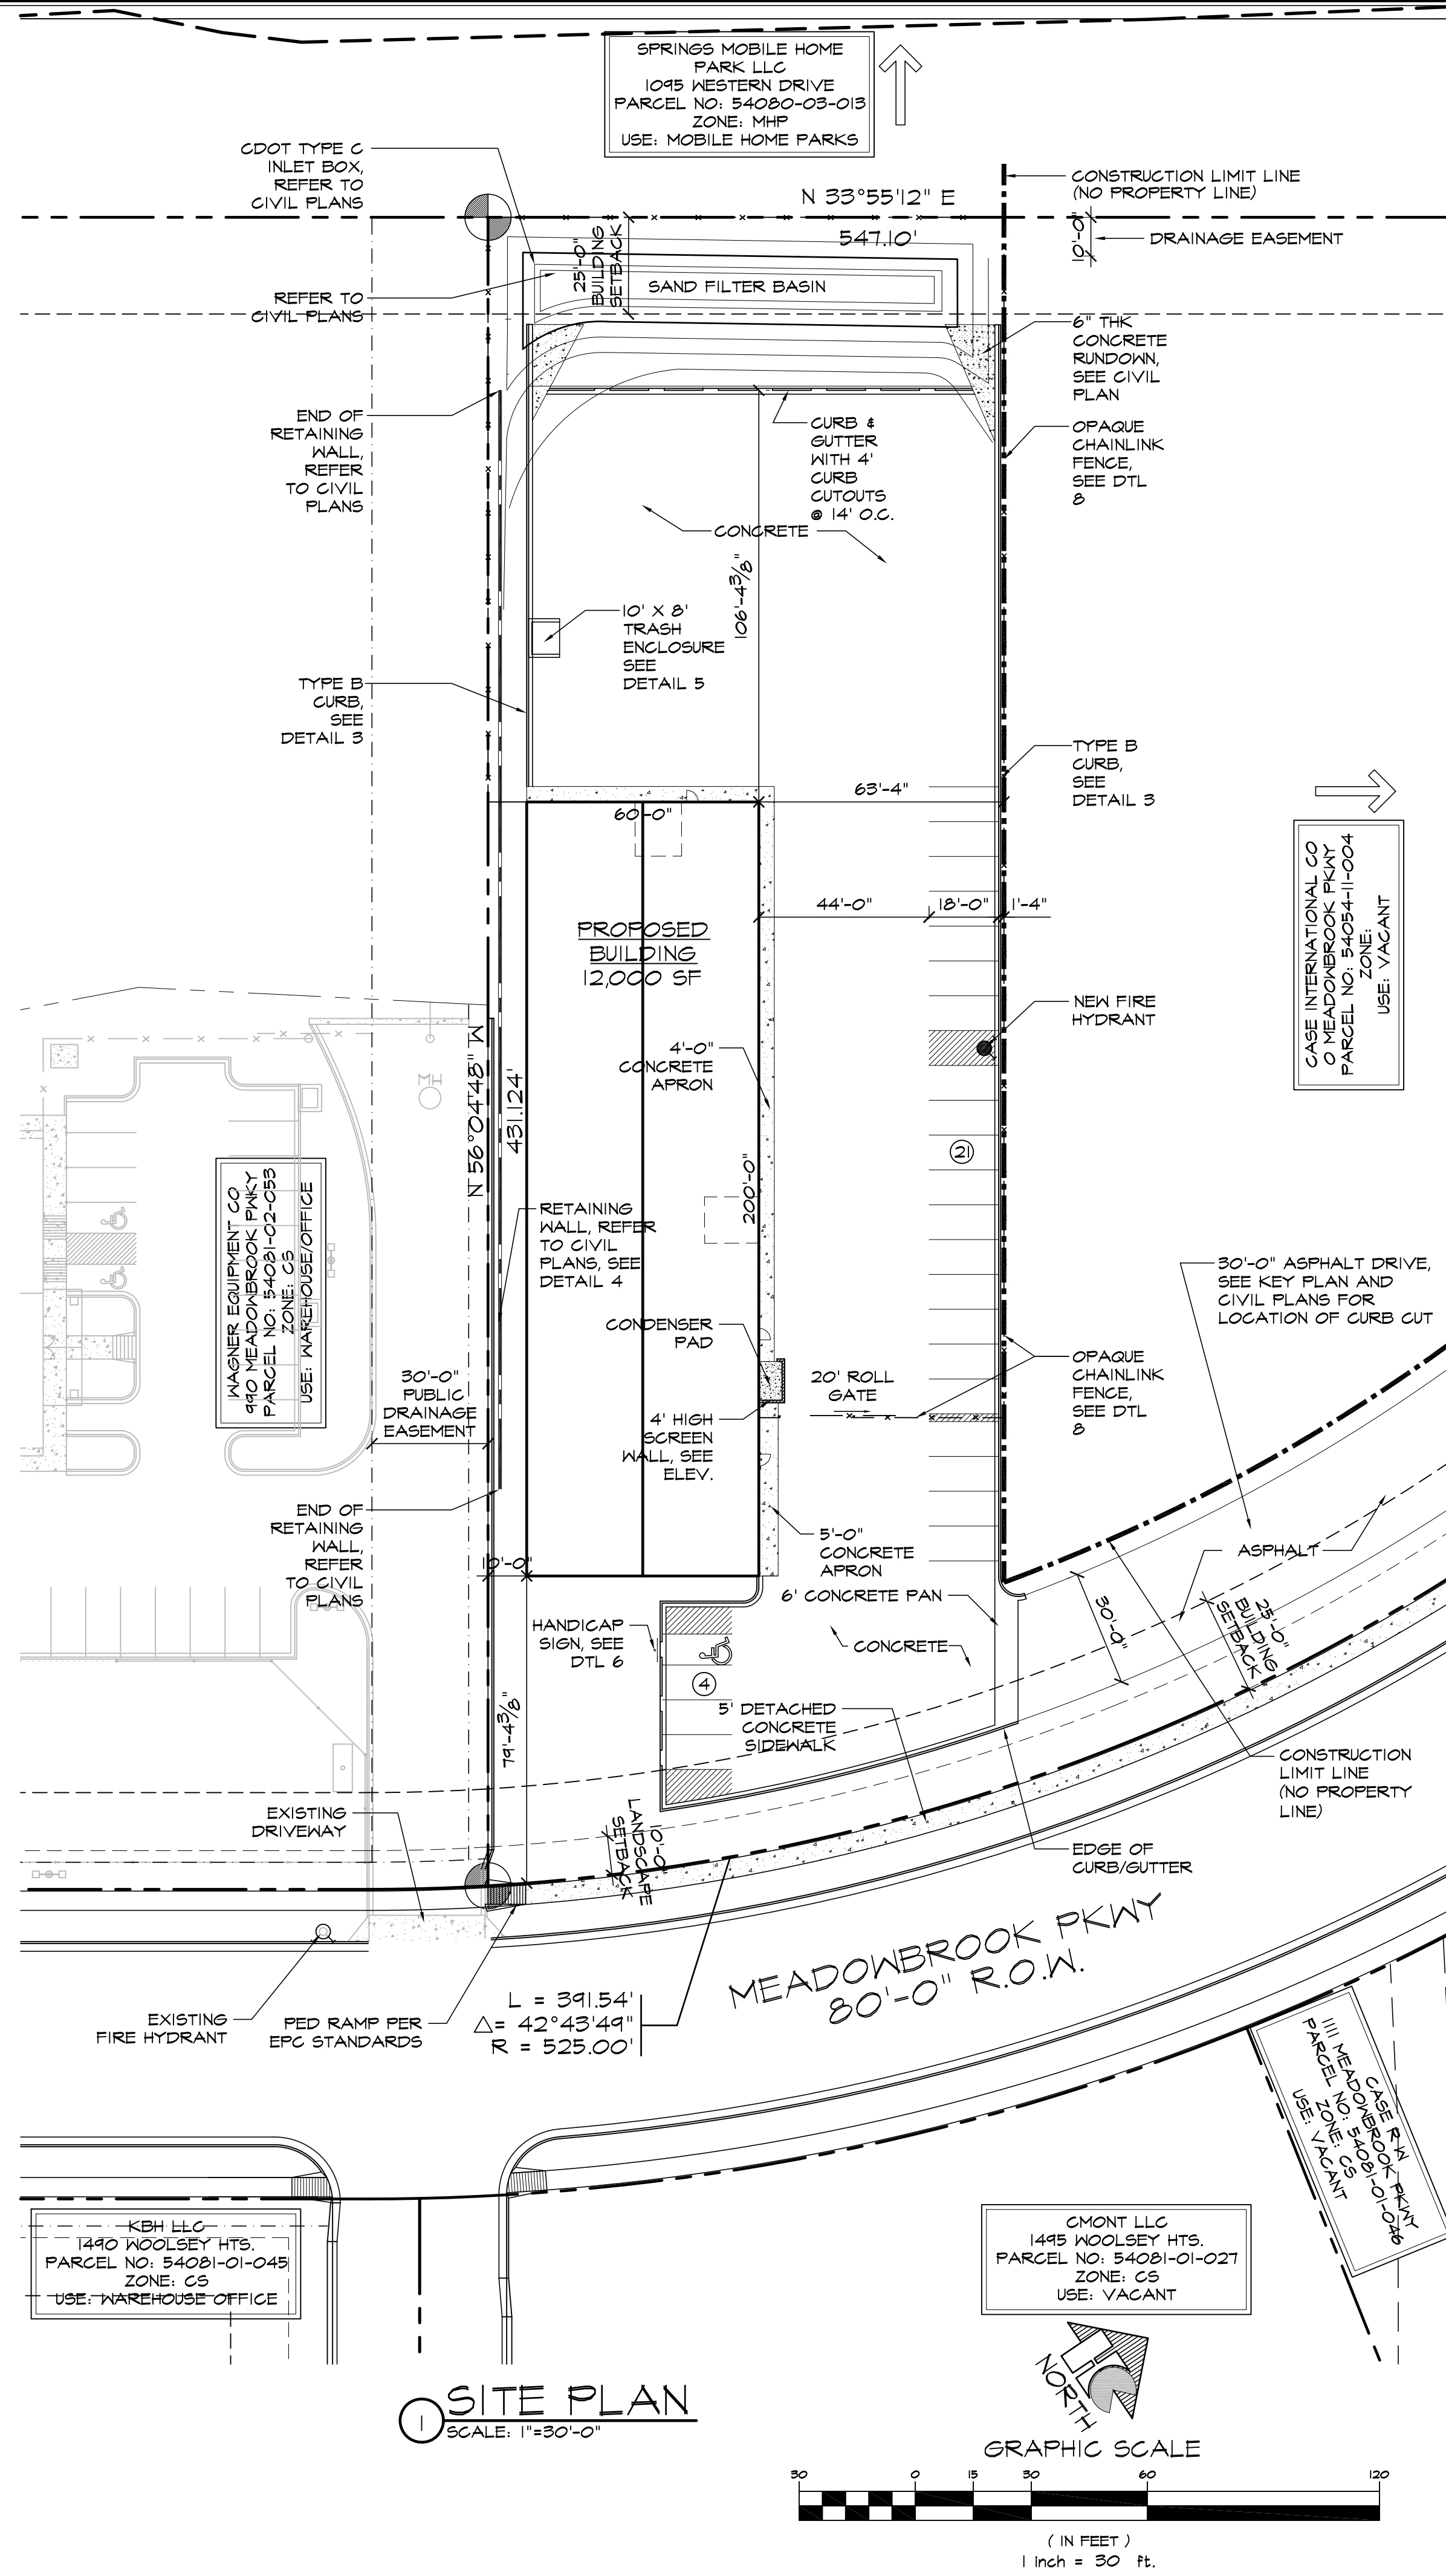 SPRINGS MOBILE HOME
PARK LLC
1095 WESTERN DRIVE
PARCEL NO: 54080-03-013
ZONE: MHP
USE: MOBILE HOME PARKS
CDOT TYPE C
INLET BOX,
REFER TO
CIVIL PLANS
CONSTRUCTION LIMIT LINE
(NO PROPERTY LINE)
N 33°55'12" E
547.10'
10'-0"
DRAINAGE EASEMENT
25'-0"
BUILDING
SETBACK
SAND FILTER BASIN
REFER TO
CIVIL PLANS
6" THK
CONCRETE
RUNDOWN,
SEE CIVIL
PLAN
END OF
RETAINING
WALL,
REFER
TO CIVIL
PLANS
CURB &
GUTTER
WITH 4'
CURB
CUTOUTS
@ 14' O.C.
OPAQUE
CHAINLINK
FENCE,
SEE DTL
8
CONCRETE
106'-4 3/8"
10' X 8'
TRASH
ENCLOSURE
SEE
DETAIL 5
TYPE B
CURB,
SEE
DETAIL 3
TYPE B
CURB,
SEE
DETAIL 3
63'-4"
60'-0"
44'-0"
18'-0"
1'-4"
PROPOSED
BUILDING
12,000 SF
CASE INTERNATIONAL CO
0 MEADOWBROOK PKWY
PARCEL NO: 54054-11-004
ZONE:
USE: VACANT
NEW FIRE
HYDRANT
4'-0"
CONCRETE
APRON
MH
N 56°04'48" W
431.124'
21
200'-0"
WAGNER EQUIPMENT CO
990 MEADOWBROOK PWKY
PARCEL NO: 54081-02-053
ZONE: CS
USE: WAREHOUSE/OFFICE
RETAINING
WALL, REFER
TO CIVIL
PLANS, SEE
DETAIL 4
30'-0" ASPHALT DRIVE,
SEE KEY PLAN AND
CIVIL PLANS FOR
LOCATION OF CURB CUT
CONDENSER
PAD
20' ROLL
GATE
OPAQUE
CHAINLINK
FENCE,
SEE DTL
8
30'-0"
PUBLIC
DRAINAGE
EASEMENT
4' HIGH
SCREEN
WALL, SEE
ELEV.
END OF
RETAINING
WALL,
REFER
TO CIVIL
PLANS
5'-0"
CONCRETE
APRON
ASPHALT
10'-0"
6' CONCRETE PAN
30'-0"
25'-0"
BUILDING
SETBACK
HANDICAP
SIGN, SEE
DTL 6
CONCRETE
4
79'-4 3/8"
5' DETACHED
CONCRETE
SIDEWALK
CONSTRUCTION
LIMIT LINE
(NO PROPERTY
LINE)
EXISTING
DRIVEWAY
LANDSCAPE
SETBACK
EDGE OF
CURB/GUTTER
MEADOWBROOK PKWY
80'-0" R.O.W.
L = 391.54'
△= 42°43'49"
R = 525.00'
EXISTING
FIRE HYDRANT
PED RAMP PER
EPC STANDARDS
CASE R W
1111 MEADOWBROOK PKWY
PARCEL NO: 54081-01-046
ZONE: CS
USE: VACANT
KBH LLC
1490 WOOLSEY HTS.
PARCEL NO: 54081-01-045
ZONE: CS
USE: WAREHOUSE OFFICE
CMONT LLC
1495 WOOLSEY HTS.
PARCEL NO: 54081-01-027
ZONE: CS
USE: VACANT
NORTH
1
SITE PLAN
SCALE: 1"=30'-0"
GRAPHIC SCALE
30 0 15 30 60 120
( IN FEET )
1 inch = 30 ft.